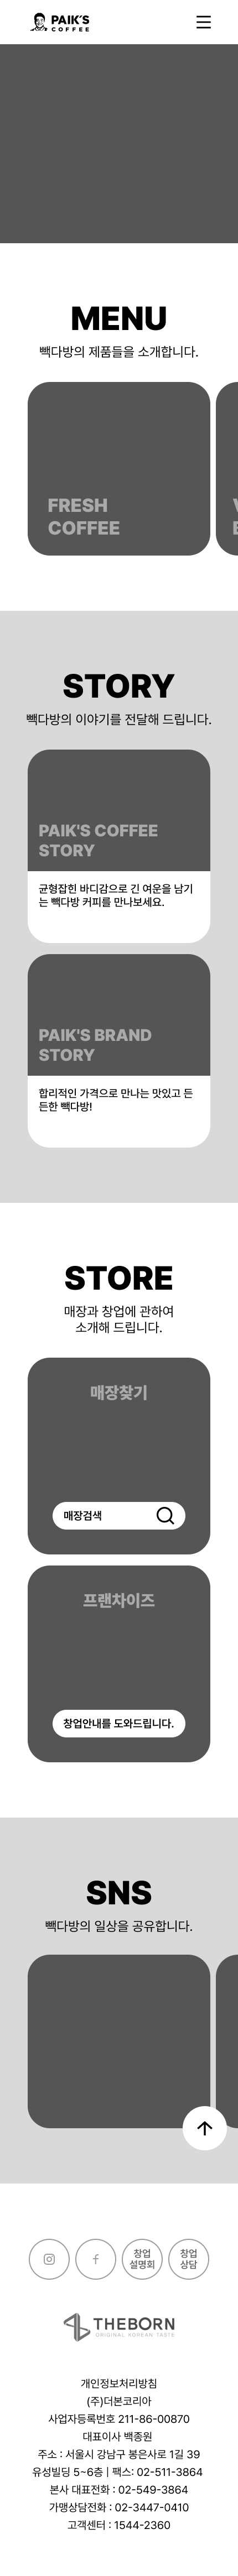 PAIK'S
COFFEE
MENU
빽다방의 제품들을 소개합니다.
FRESH
COFFEE
STORY
빽다방의 이야기를 전달해 드립니다.
PAIK'S COFFEE
STORY
균형잡힌 바디감으로 긴 여운을 남기
는 빽다방 커피를 만나보세요.
PAIK'S BRAND
STORY
합리적인 가격으로 만나는 맛있고 든
든한 빽다방!
STORE
매장과 창업에 관하여
소개해 드립니다.
매장찾기
매장검색
프랜차이즈
창업안내를 도와드립니다.
SNS
빽다방의 일상을 공유합니다.
창업
설명회
창업
상담
THEBORN
ORIGINAL KOREAN TASTE
개인정보처리방침
(주)더본코리아
사업자등록번호 211-86-00870
대표이사 백종원
주소 : 서울시 강남구 봉은사로 1길 39
유성빌딩 5~6층 | 팩스: 02-511-3864
본사 대표전화 : 02-549-3864
가맹상담전화 : 02-3447-0410
고객센터 : 1544-2360